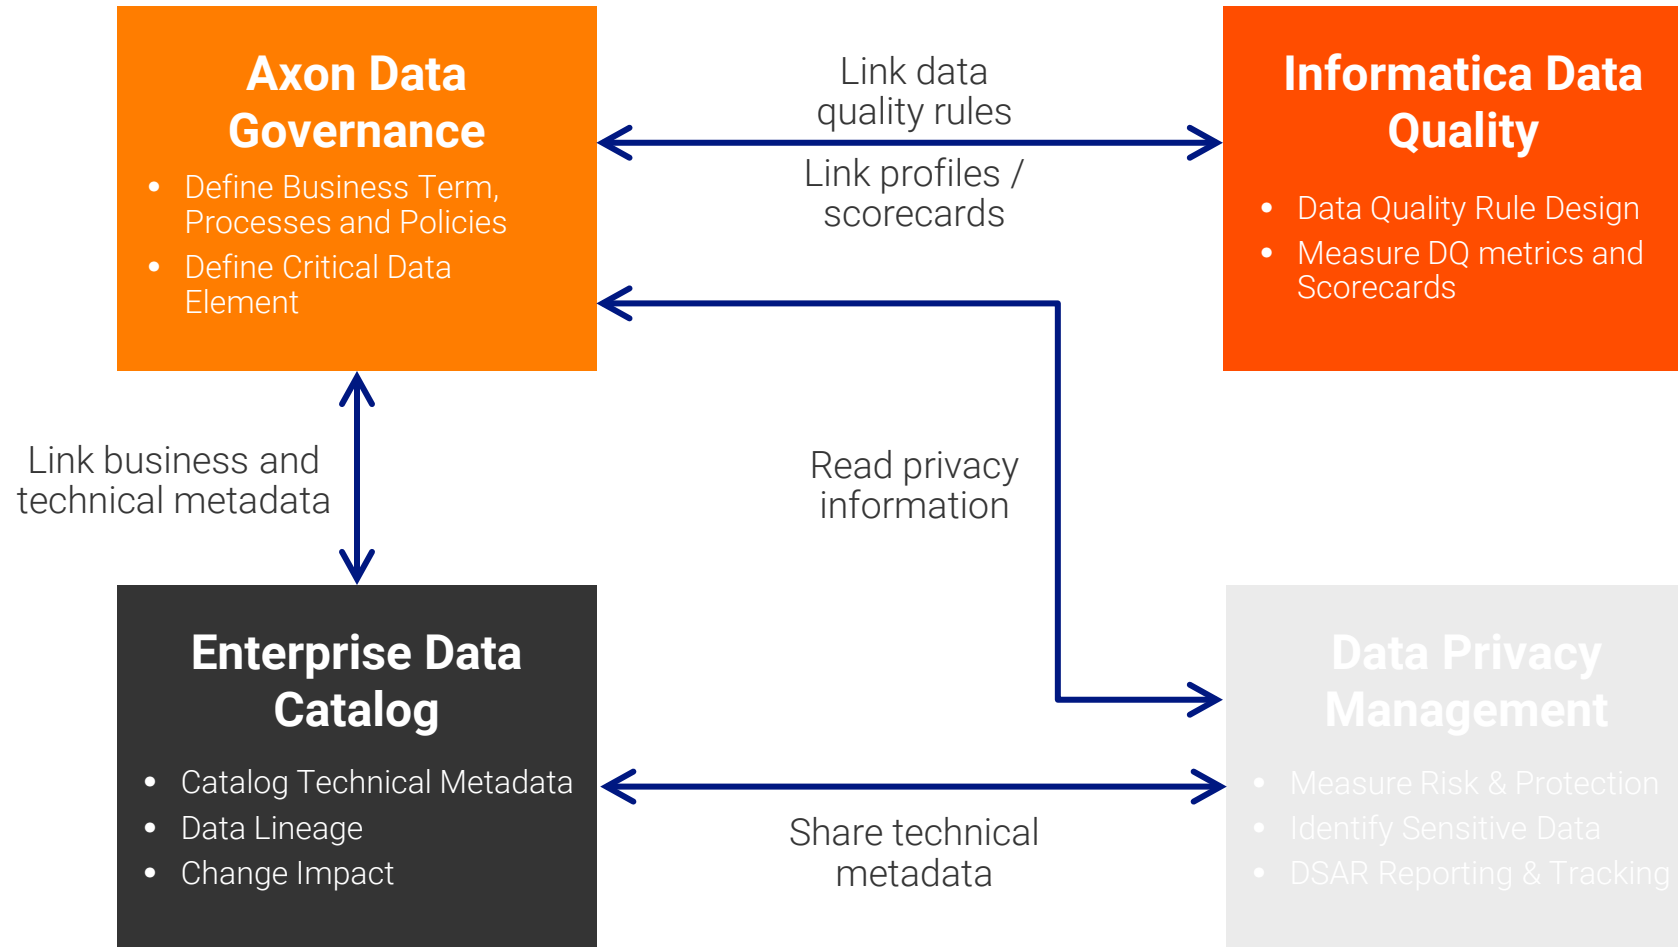 Axon Data
Governance
• Define Business Term,
Processes and Policies
• Define Critical Data
Element
Link data
quality rules
Link profiles /
scorecards
Informatica Data
Quality
• Data Quality Rule Design
• Measure DQ metrics and
Scorecards
Link business and
technical metadata
Read privacy
information
Enterprise Data
Catalog
• Catalog Technical Metadata
• Data Lineage
• Change Impact
Share technical
metadata
Data Privacy
Management
• Measure Risk & Protection
• Identify Sensitive Data
• DSAR Reporting & Tracking